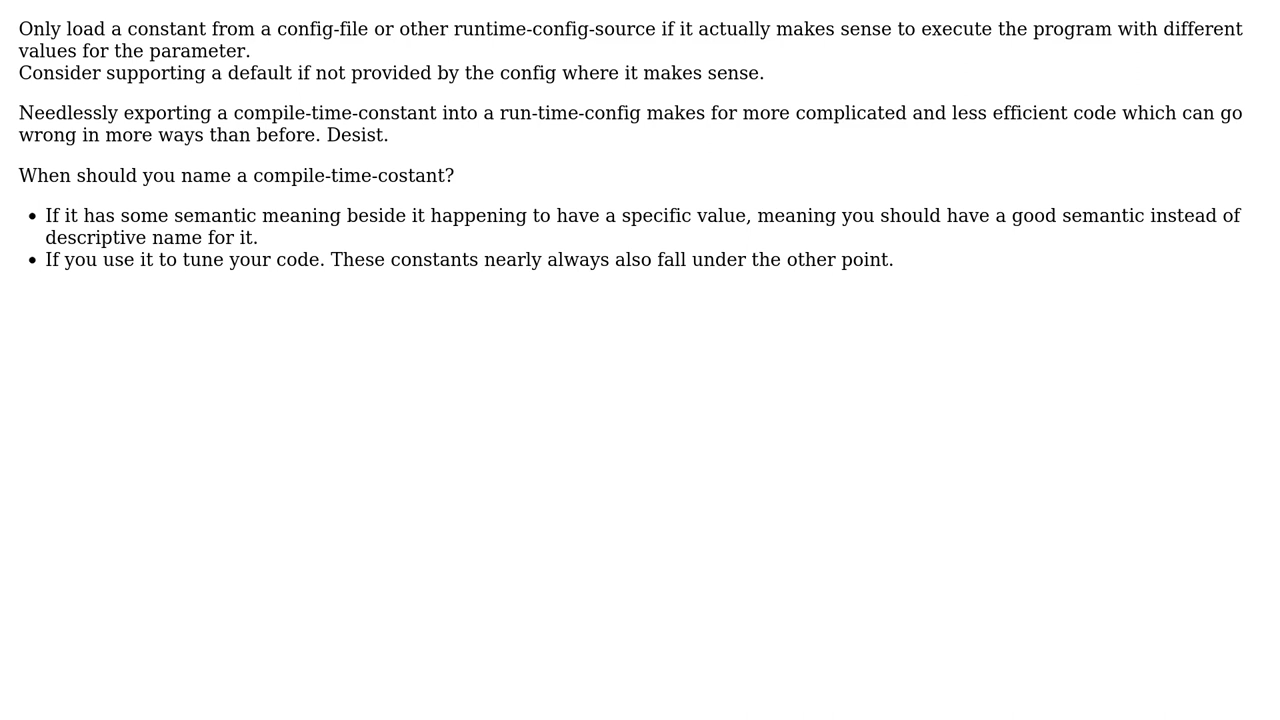 Only load a constant from a config-file or other runtime-config-source if it actually makes sense to execute the program with different
values for the parameter.
Consider supporting a default if not provided by the config where it makes sense.
Needlessly exporting a compile-time-constant into a run-time-config makes for more complicated and less efficient code which can go
wrong in more ways than before. Desist.
When should you name a compile-time-costant?
• If it has some semantic meaning beside it happening to have a specific value, meaning you should have a good semantic instead of
descriptive name for it.
• If you use it to tune your code. These constants nearly always also fall under the other point.